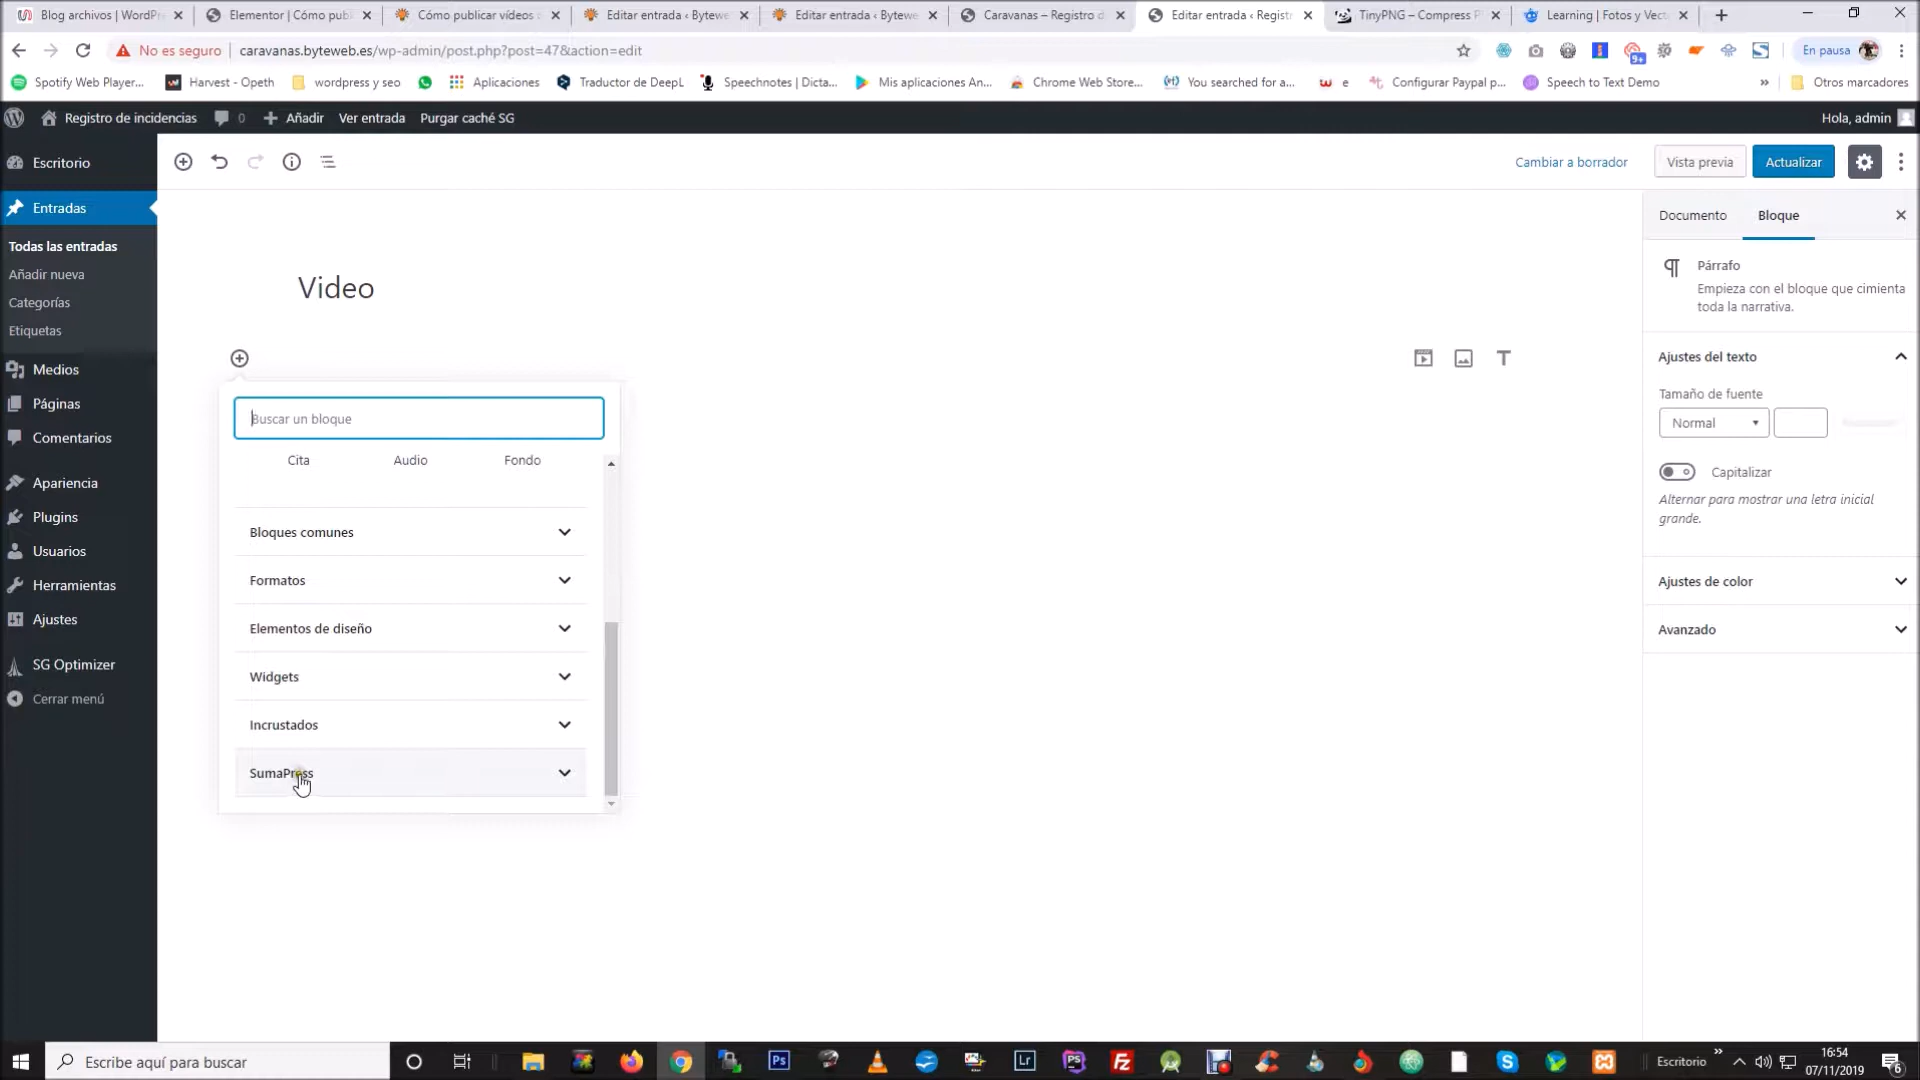 Blog archivos | WordPr
Elementor | Cómo publ
Cómo publicar vídeos
Editar entrada ‹ Bytewe
Editar entrada ‹ Bytewe
Caravanas – Registro d
Editar entrada ‹ Registr
TinyPNG – Compress P
Learning | Fotos y Vect
No es seguro
caravanas.byteweb.es/wp-admin/post.php?post=47&action=edit
9+
En pausa
Spotify Web Player...
Harvest - Opeth
wordpress y seo
Aplicaciones
Traductor de DeepL
Speechnotes | Dicta...
Mis aplicaciones An...
Chrome Web Store...
You searched for a...
e
Configurar Paypal p...
Speech to Text Demo
»
Otros marcadores
Registro de incidencias
0
Añadir
Ver entrada
Purgar caché SG
Hola, admin
Escritorio
Entradas
Todas las entradas
Añadir nueva
Categorías
Etiquetas
Medios
Páginas
Comentarios
Apariencia
Plugins
Usuarios
Herramientas
Ajustes
SG Optimizer
Cerrar menú
Cambiar a borrador
Vista previa
Actualizar
Video
Buscar un bloque
Cita
Audio
Fondo
Bloques comunes
Formatos
Elementos de diseño
Widgets
Incrustados
SumaPress
Documento
Bloque
Párrafo
Empieza con el bloque que cimienta
toda la narrativa.
Ajustes del texto
Tamaño de fuente
Normal
Capitalizar
Alternar para mostrar una letra inicial
grande.
Ajustes de color
Avanzado
Escribe aquí para buscar
Ps
Lr
PS
Fz
Escritorio
»
16:54
07/11/2019
6